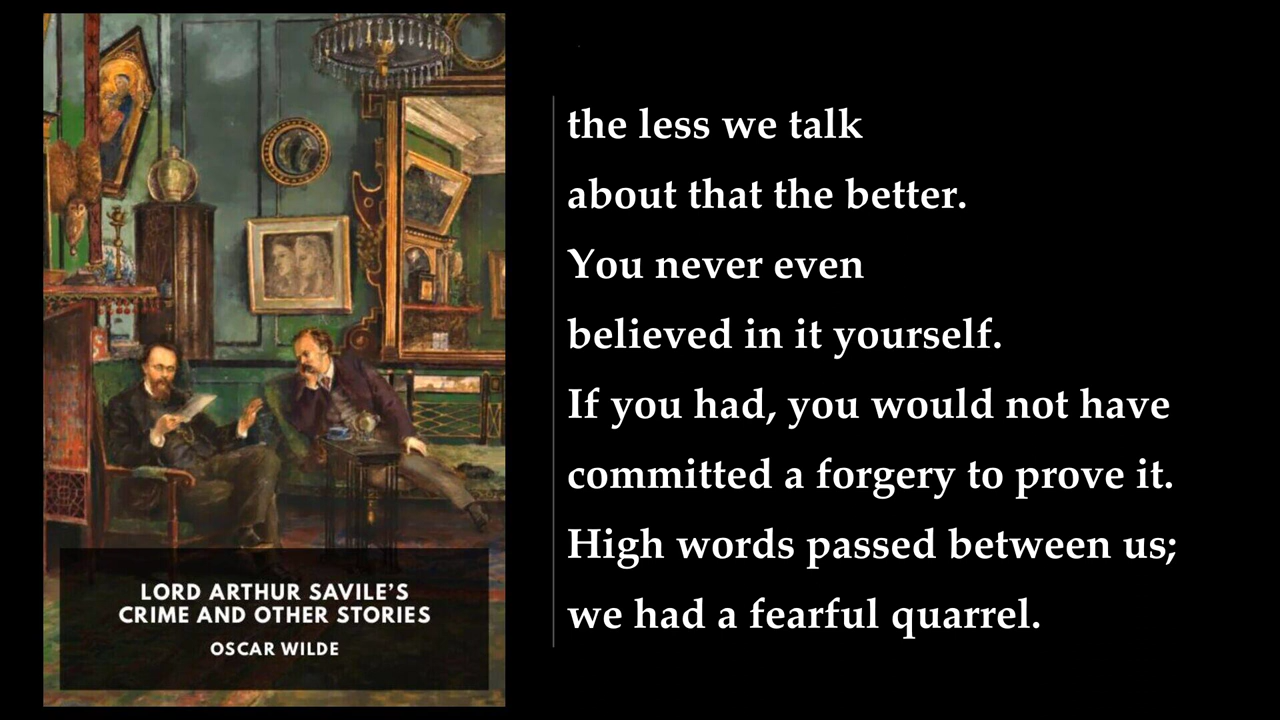 the less we talk
about that the better.
You never even
believed in it yourself.
If you had, you would not have
committed a forgery to prove it.
High words passed between us;
we had a fearful quarrel.
LORD ARTHUR SAVILE’S
CRIME AND OTHER STORIES
OSCAR WILDE